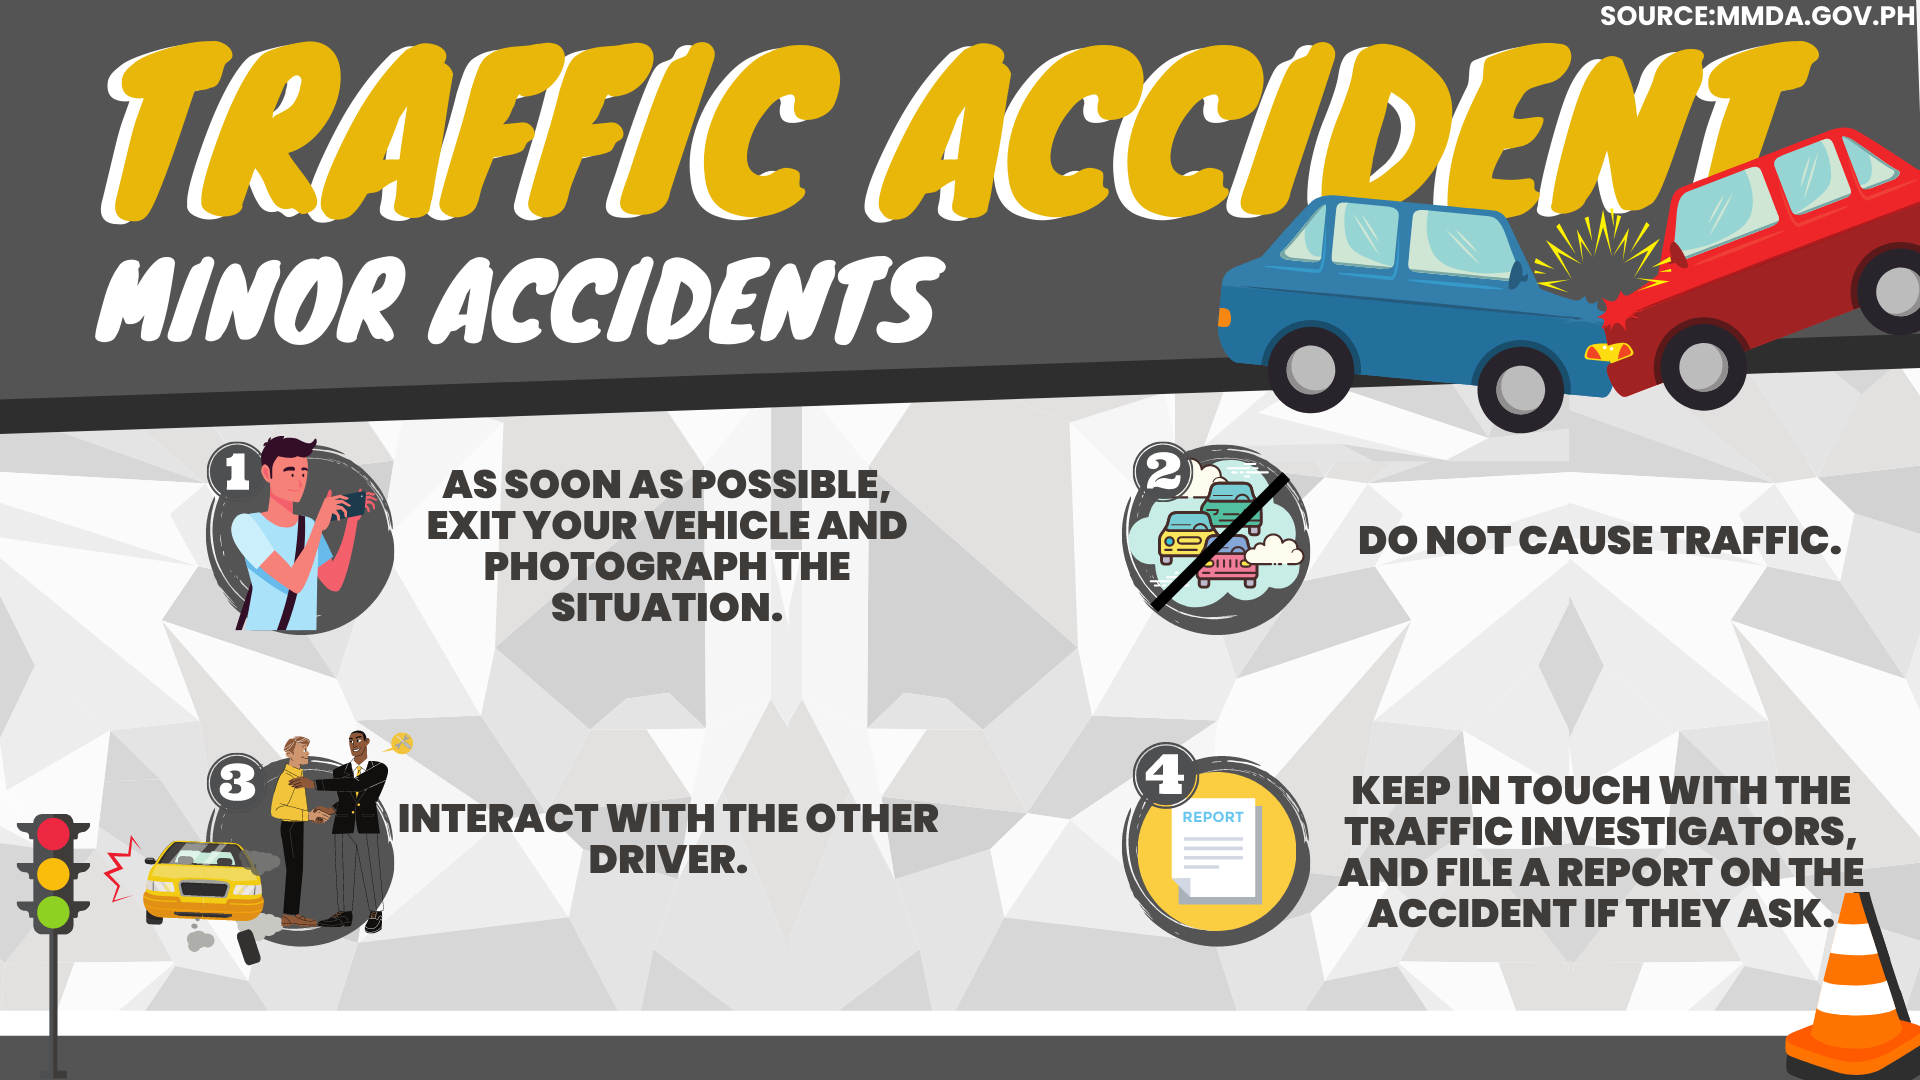 SOURCE:MMDA.GOV.PH
TRAFFIC ACCIDENT
MINOR ACCIDENTS
1
AS SOON AS POSSIBLE,
EXIT YOUR VEHICLE AND
PHOTOGRAPH THE
SITUATION.
2
DO NOT CAUSE TRAFFIC.
3
INTERACT WITH THE OTHER
DRIVER.
4
REPORT
KEEP IN TOUCH WITH THE
TRAFFIC INVESTIGATORS,
AND FILE A REPORT ON THE
ACCIDENT IF THEY ASK.